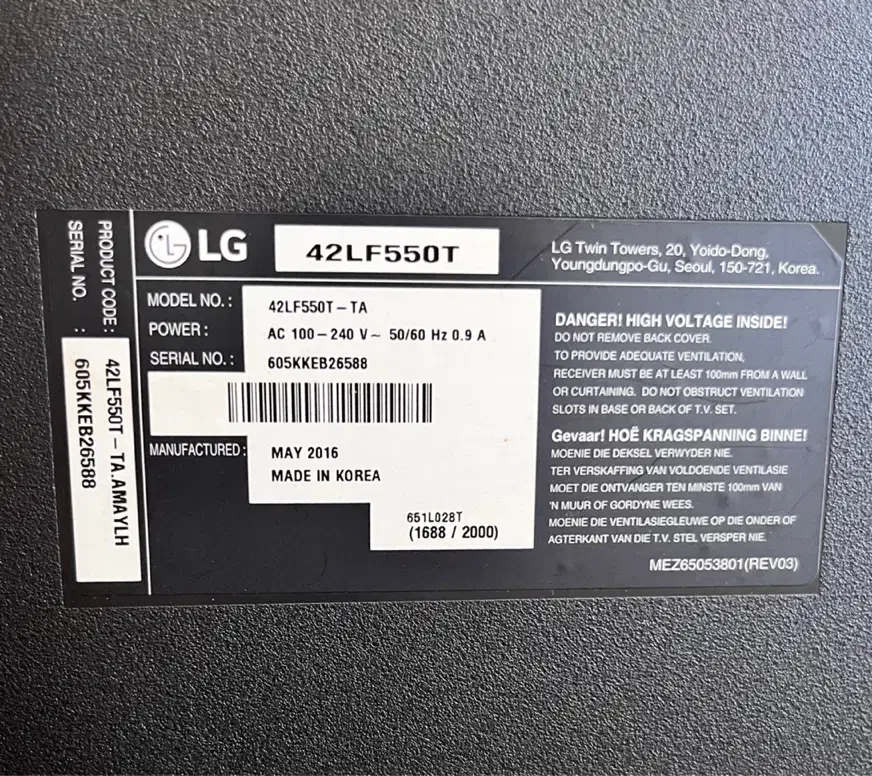 LG
42LF550T
LG Twin Towers, 20, Yoido-Dong,
Youngdungpo-Gu, Seoul, 150-721, Korea.
PRODUCT CODE : 42LF550T-TA.AMAYLH
SERIAL NO. : 605KKEB26588
MODEL NO. : 42LF550T-TA
POWER : AC 100-240 V~ 50/60 Hz 0.9 A
SERIAL NO. : 605KKEB26588
MANUFACTURED : MAY 2016
MADE IN KOREA
651L028T
(1688 / 2000)
DANGER! HIGH VOLTAGE INSIDE!
DO NOT REMOVE BACK COVER.
TO PROVIDE ADEQUATE VENTILATION,
RECEIVER MUST BE AT LEAST 100mm FROM A WALL
OR CURTAINING. DO NOT OBSTRUCT VENTILATION
SLOTS IN BASE OR BACK OF T.V. SET.
Gevaar! HOË KRAGSPANNING BINNE!
MOENIE DIE DEKSEL VERWYDER NIE.
TER VERSKAFFING VAN VOLDOENDE VENTILASIE
MOET DIE ONTVANGER TEN MINSTE 100mm VAN
'N MUUR OF GORDYNE WEES.
MOENIE DIE VENTILASIEGLEUWE OP DIE ONDER OF
AGTERKANT VAN DIE T.V. STEL VERSPER NIE.
MEZ65053801(REV03)